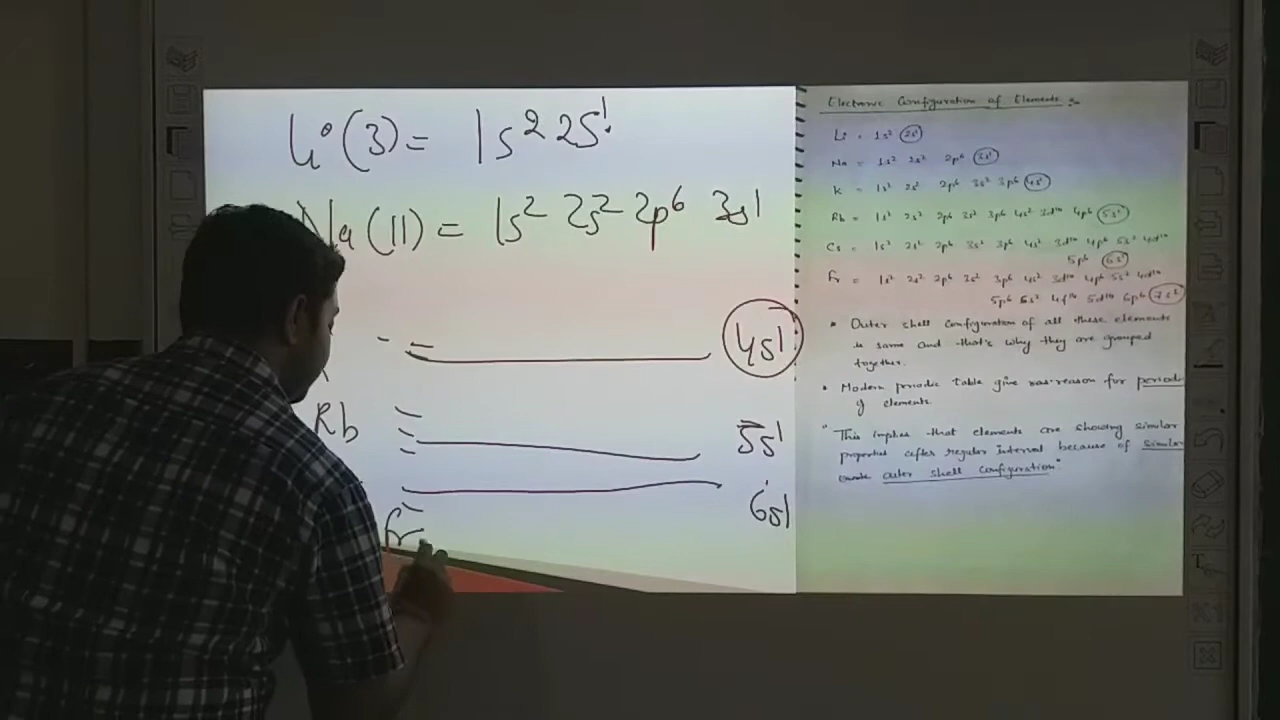 Li (3) = 1s² 2s¹
Na (11) = 1s² 2s² 2p⁶ 3s¹
4s¹
Rb = 5s¹
6s¹
Fr
Electronic Configuration of Elements :-
Li = 1s² 2s¹
Na = 1s² 2s² 2p⁶ 3s¹
K = 1s² 2s² 2p⁶ 3s² 3p⁶ 4s¹
Rb = 1s² 2s² 2p⁶ 3s² 3p⁶ 4s² 3d¹⁰ 4p⁶ 5s¹
Cs = 1s² 2s² 2p⁶ 3s² 3p⁶ 4s² 3d¹⁰ 4p⁶ 5s² 4d¹⁰
5p⁶ 6s¹
Fr = 1s² 2s² 2p⁶ 3s² 3p⁶ 4s² 3d¹⁰ 4p⁶ 5s² 4d¹⁰
5p⁶ 6s² 4f¹⁴ 5d¹⁰ 6p⁶ 7s¹
• Outer shell configuration of all these elements
is same and that's why they are grouped
together.
• Modern periodic table give reason for period
of elements.
"This implies that elements are showing similar
properties after regular interval because of similar
outer shell configuration"